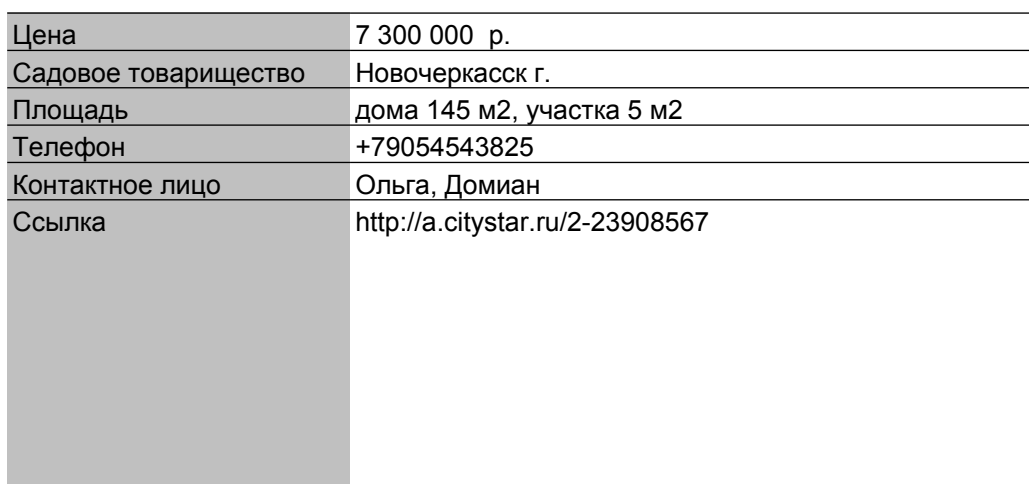 Цена 7 300 000 р.
Садовое товарищество Новочеркасск г.
Площадь дома 145 м2, участка 5 м2
Телефон +79054543825
Контактное лицо Ольга, Домиан
Ссылка http://a.citystar.ru/2-23908567